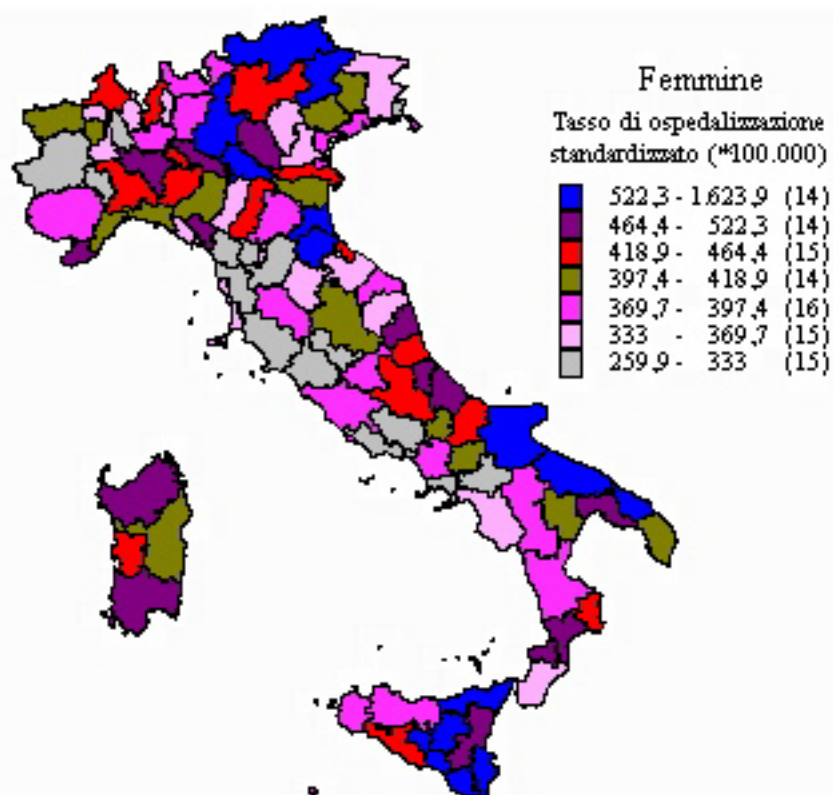 Femmine
Tasso di ospedalizzazione
standardizzato (*100.000)
522,3 - 1.623,9 (14)
464,4 - 522,3 (14)
418,9 - 464,4 (15)
397,4 - 418,9 (14)
369,7 - 397,4 (16)
333 - 369,7 (15)
259,9 - 333 (15)